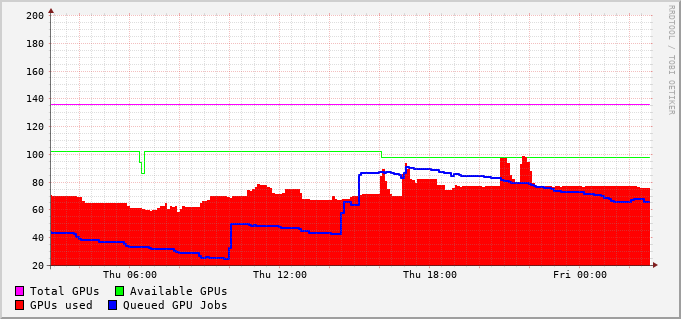 200
180
160
140
120
100
80
60
40
20
Thu 06:00 Thu 12:00 Thu 18:00 Fri 00:00
Total GPUs Available GPUs
GPUs used Queued GPU Jobs
RRDTOOL / TOBI OETIKER